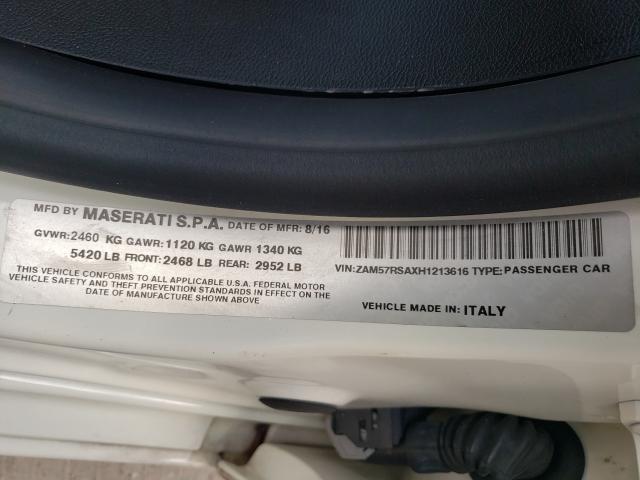 MFD BY MASERATI S.P.A. DATE OF MFR: 8/16
GVWR:2460 KG GAWR:1120 KG GAWR 1340 KG
5420 LB FRONT:2468 LB REAR: 2952 LB
THIS VEHICLE CONFORMS TO ALL APPLICABLE U.S.A. FEDERAL MOTOR
VEHICLE SAFETY AND THEFT PREVENTION STANDARDS IN EFFECT ON THE
DATE OF MANUFACTURE SHOWN ABOVE
VIN:ZAM57RSAXH1213616 TYPE:PASSENGER CAR
VEHICLE MADE IN: ITALY